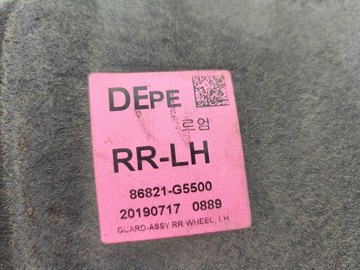 DEPE
로엄
RR-LH
86821-G5500
20190717 0889
GUARD-ASSY RR WHEEL, LH